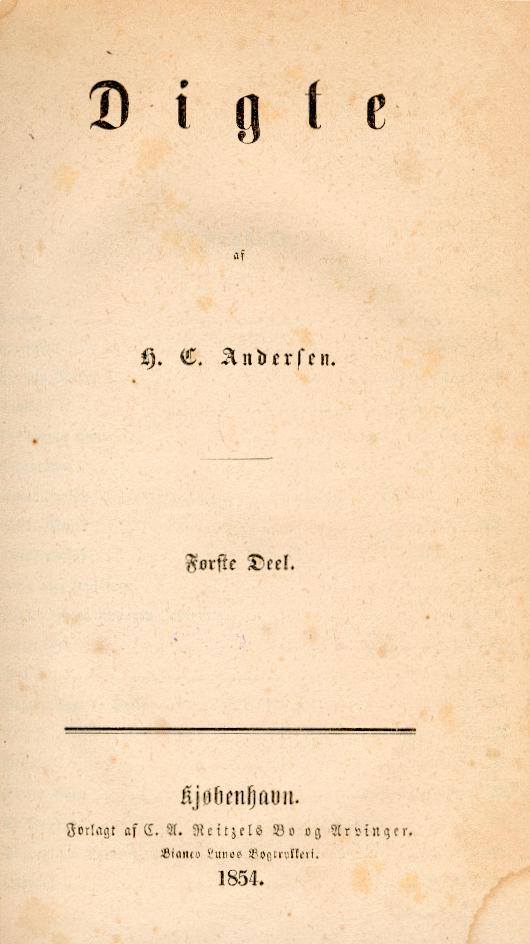 Digte
af
H. C. Andersen.
Første Deel.
Kjøbenhavn.
Forlagt af C. A. Reitzels Bo og Arvinger.
Bianco Lunos Bogtrykkeri.
1854.